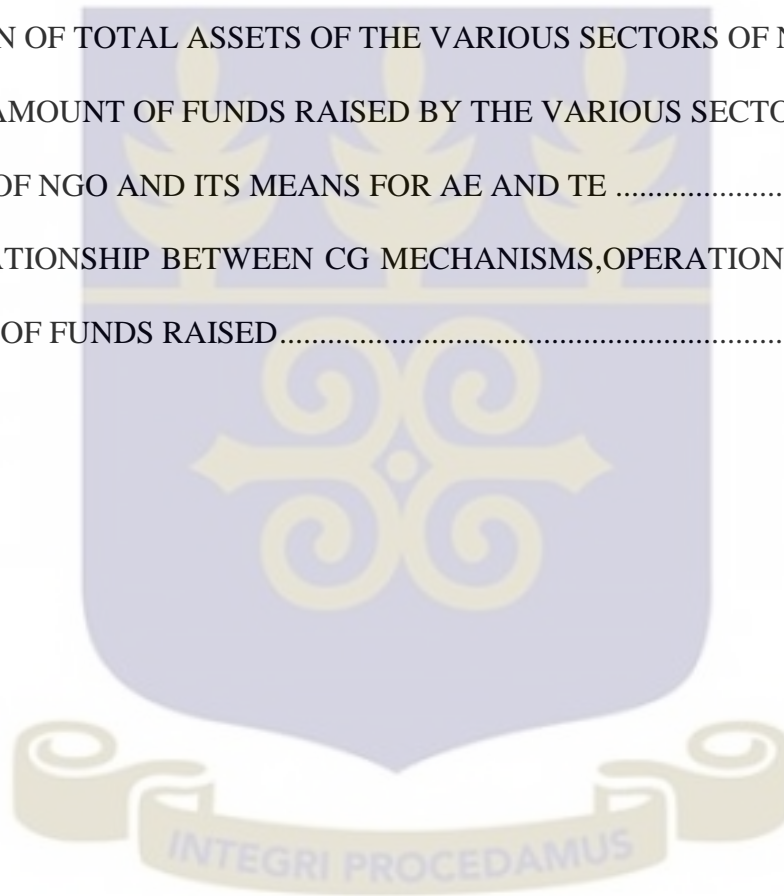 N OF TOTAL ASSETS OF THE VARIOUS SECTORS OF
AMOUNT OF FUNDS RAISED BY THE VARIOUS
OF NGO AND ITS MEANS FOR AE AND TE .....................
ATIONSHIP BETWEEN CG MECHANISMS,OPERATION
OF FUNDS RAISED.............................................................
INTEGRI PROCEDAMUS